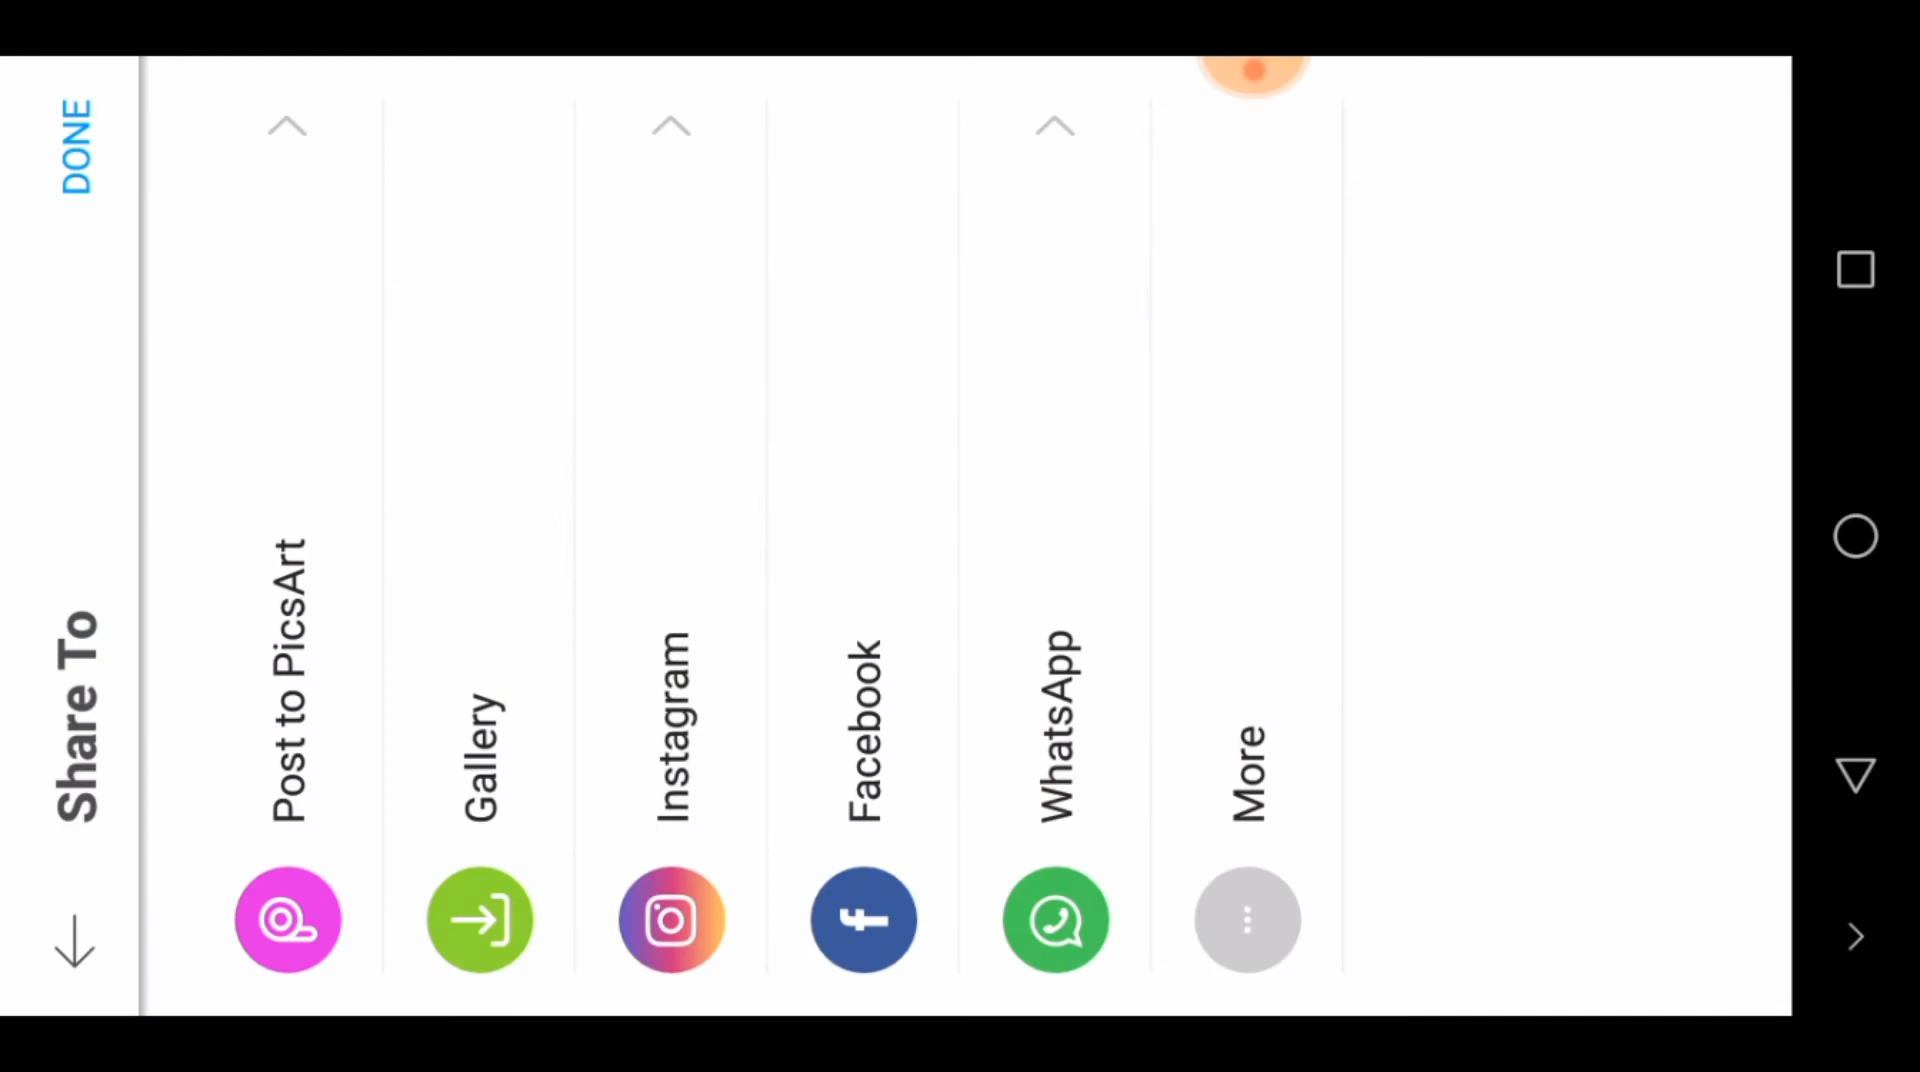 Share To
DONE
Post to PicsArt
Gallery
Instagram
Facebook
WhatsApp
More